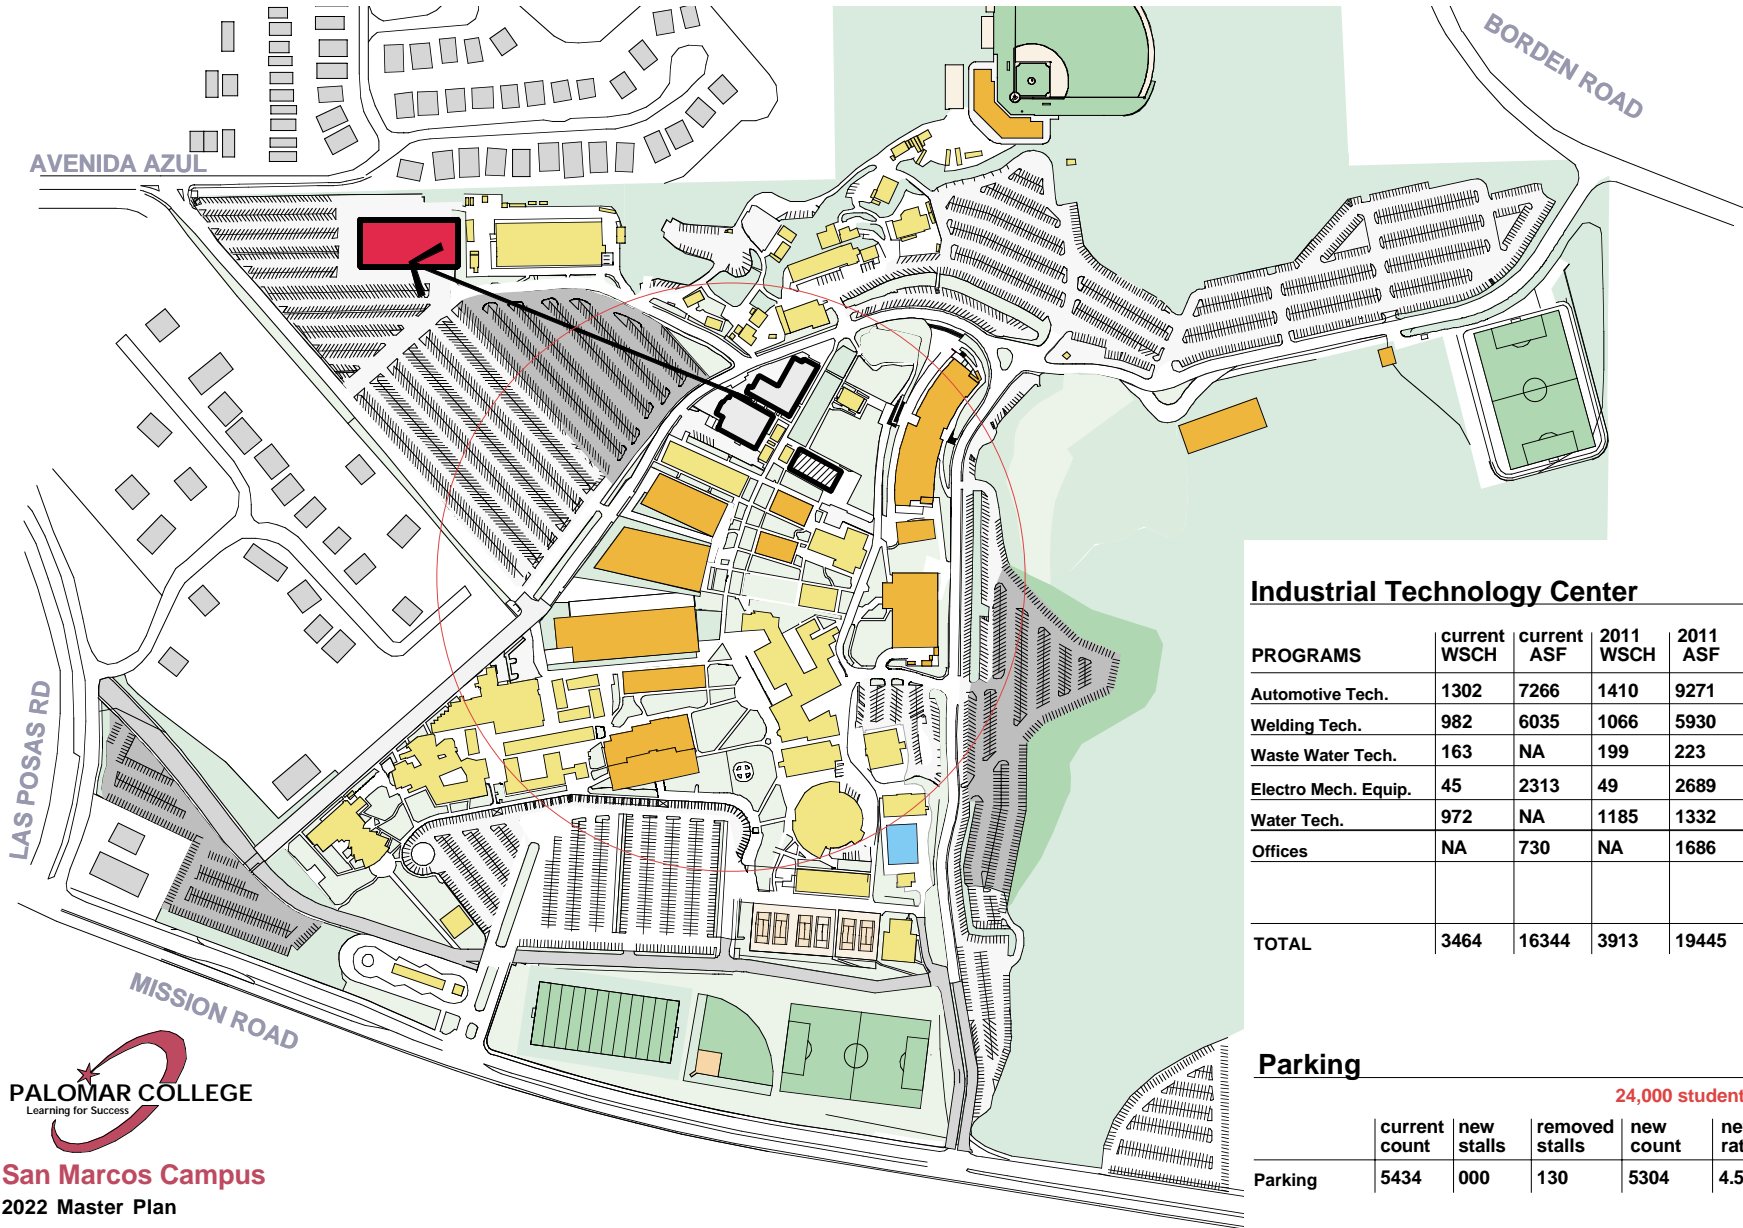 BORDEN ROAD
AVENIDA AZUL
LAS POSAS RD
MISSION ROAD
PALOMAR COLLEGE
Learning for Success
San Marcos Campus
2022 Master Plan
Industrial Technology Center
PROGRAMS current WSCH current ASF 2011 WSCH 2011 ASF
Automotive Tech. 1302 7266 1410 9271
Welding Tech. 982 6035 1066 5930
Waste Water Tech. 163 NA 199 223
Electro Mech. Equip. 45 2313 49 2689
Water Tech. 972 NA 1185 1332
Offices NA 730 NA 1686
TOTAL 3464 16344 3913 19445
Parking
24,000 student
current count new stalls removed stalls new count ne rat
Parking 5434 000 130 5304 4.5